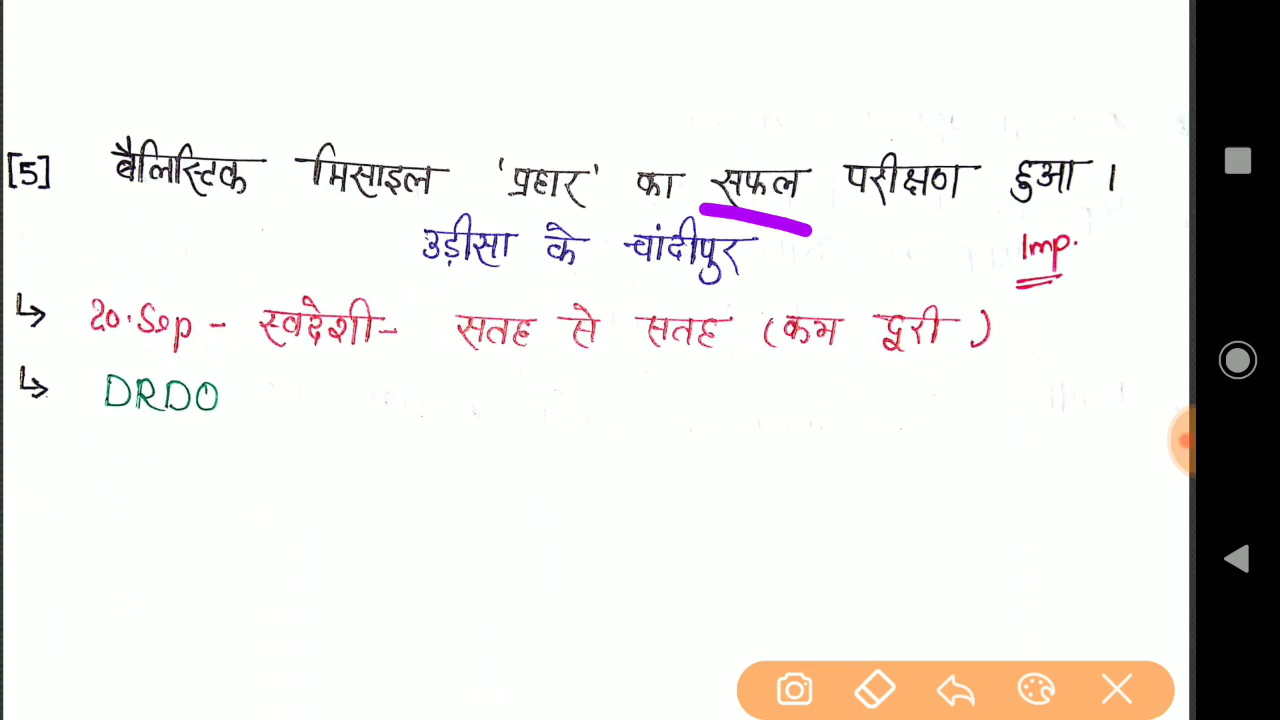 [5] बैलिस्टिक मिसाइल 'प्रहार' का सफल परीक्षण हुआ ।
उड़ीसा के चांदीपुर
Imp.
↳ 20. Sep - स्वदेशी - सतह से सतह (कम दूरी)
↳ DRDO